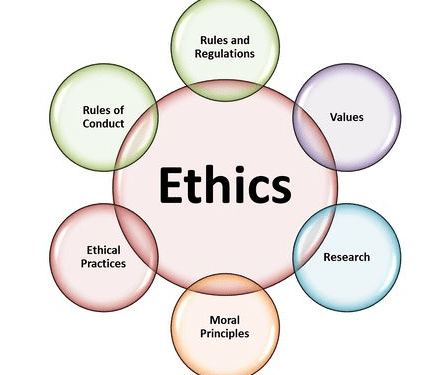 Rules and
Regulations
Rules of
Conduct
Values
Ethics
Ethical
Practices
Research
Moral
Principles